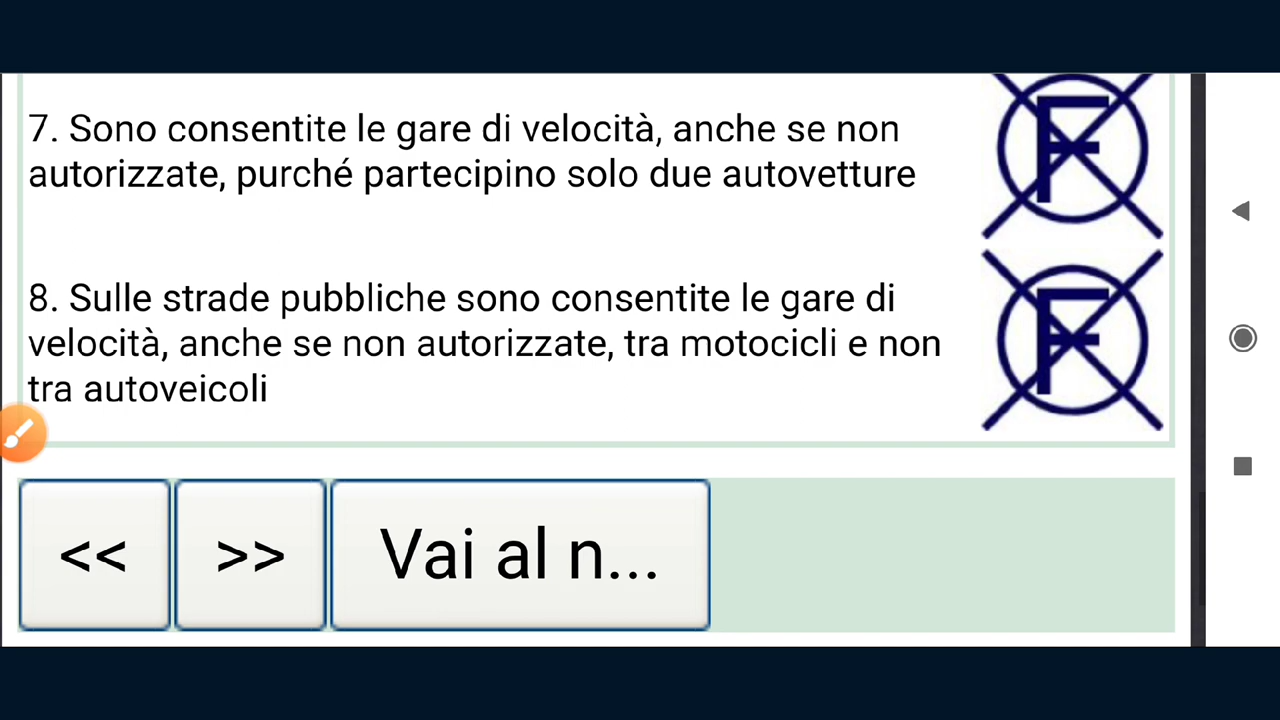 7. Sono consentite le gare di velocità, anche se non
autorizzate, purché partecipino solo due autovetture
F
8. Sulle strade pubbliche sono consentite le gare di
velocità, anche se non autorizzate, tra motocicli e non
tra autoveicoli
F
<< >> Vai al n...